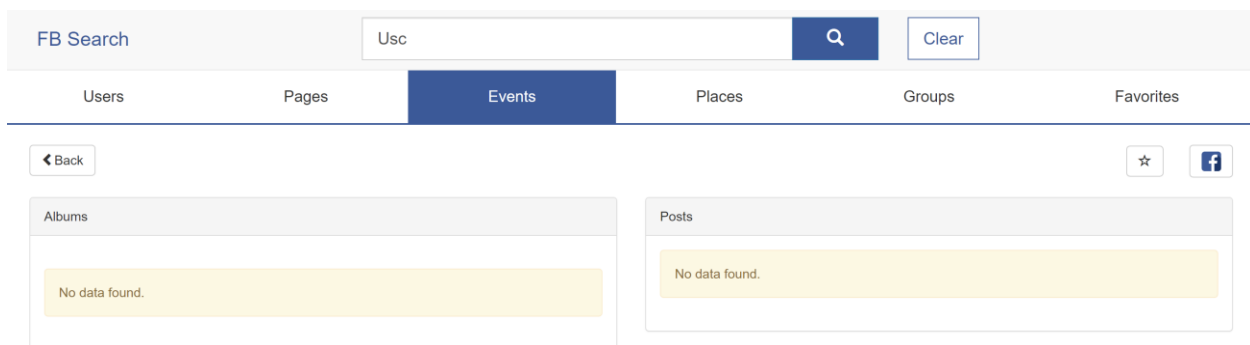 FB Search Usc Clear
Users Pages Events Places Groups Favorites
Back
Albums
No data found.
Posts
No data found.